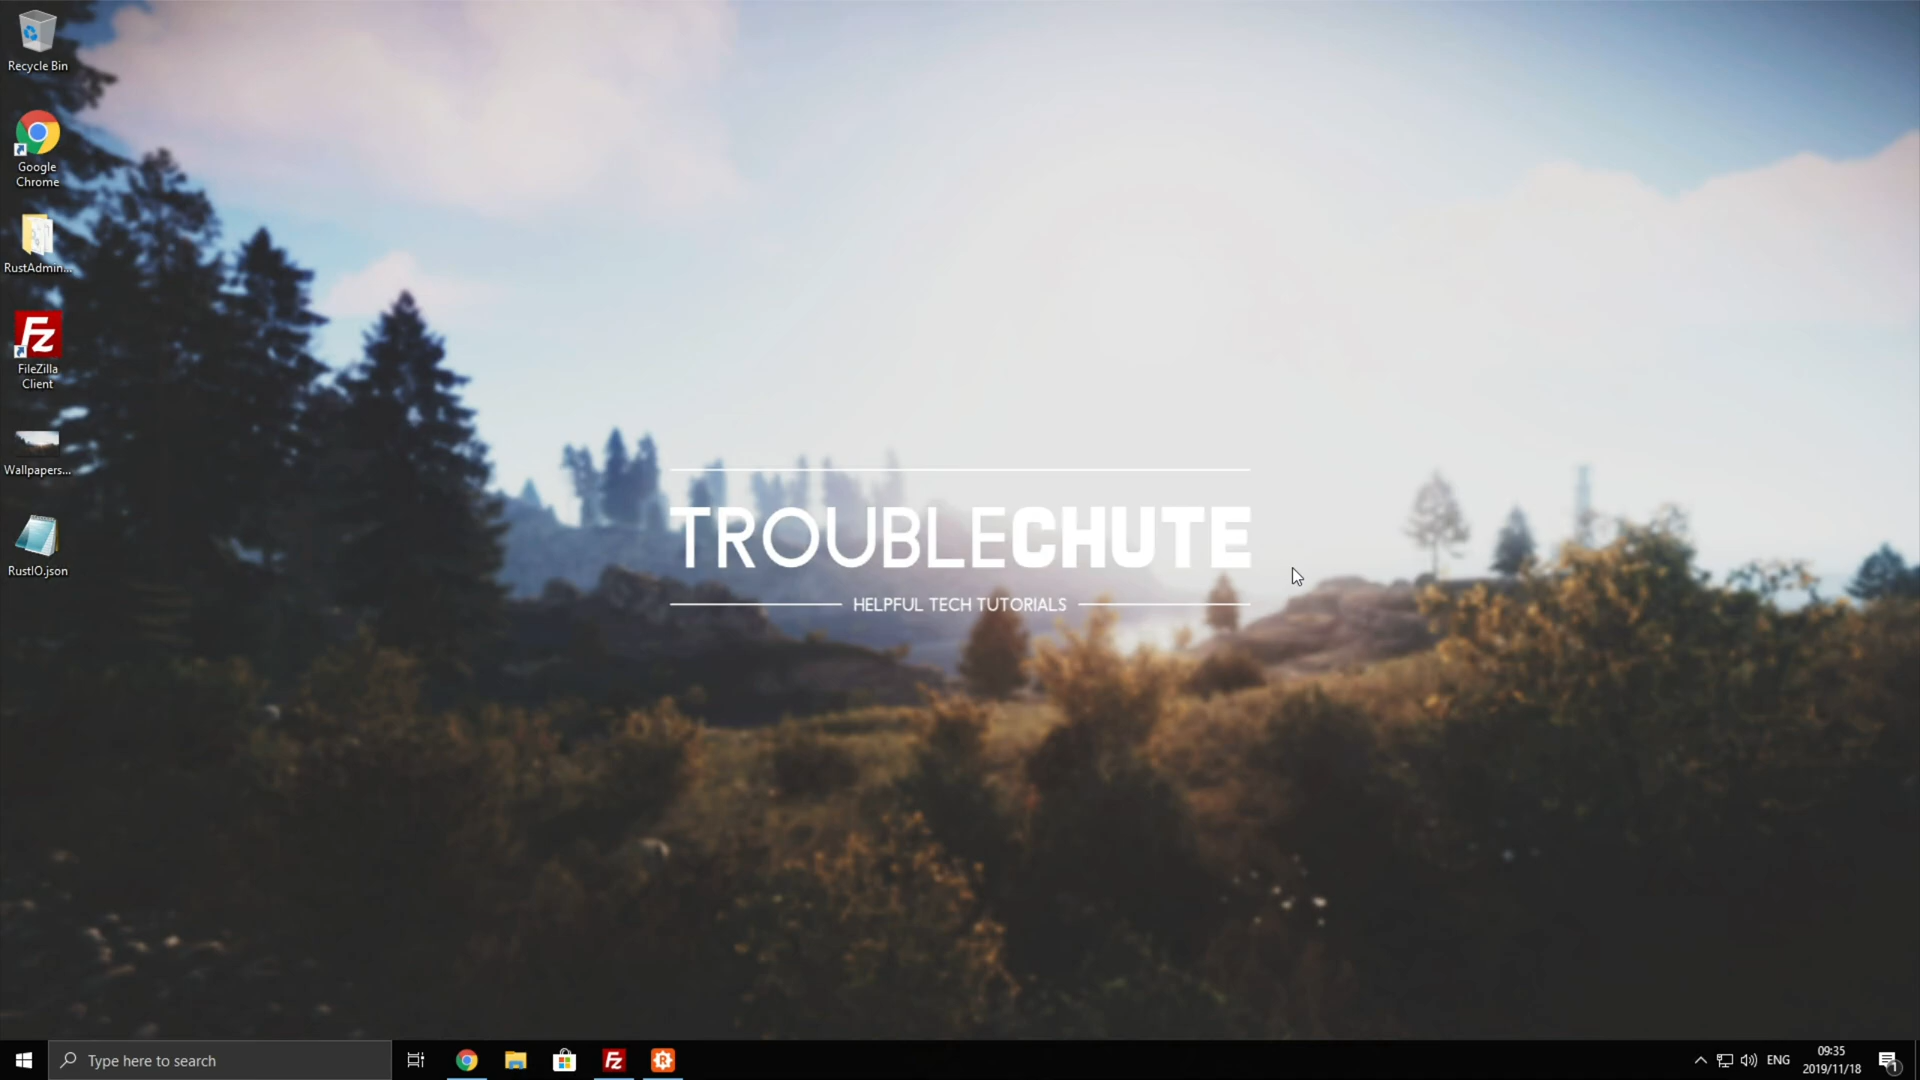 Recycle Bin
Google
Chrome
RustAdmin...
FileZilla
Client
Wallpapers...
RustIO.json
TROUBLECHUTE
HELPFUL TECH TUTORIALS
Type here to search
ENG
09:35
2019/11/18
1